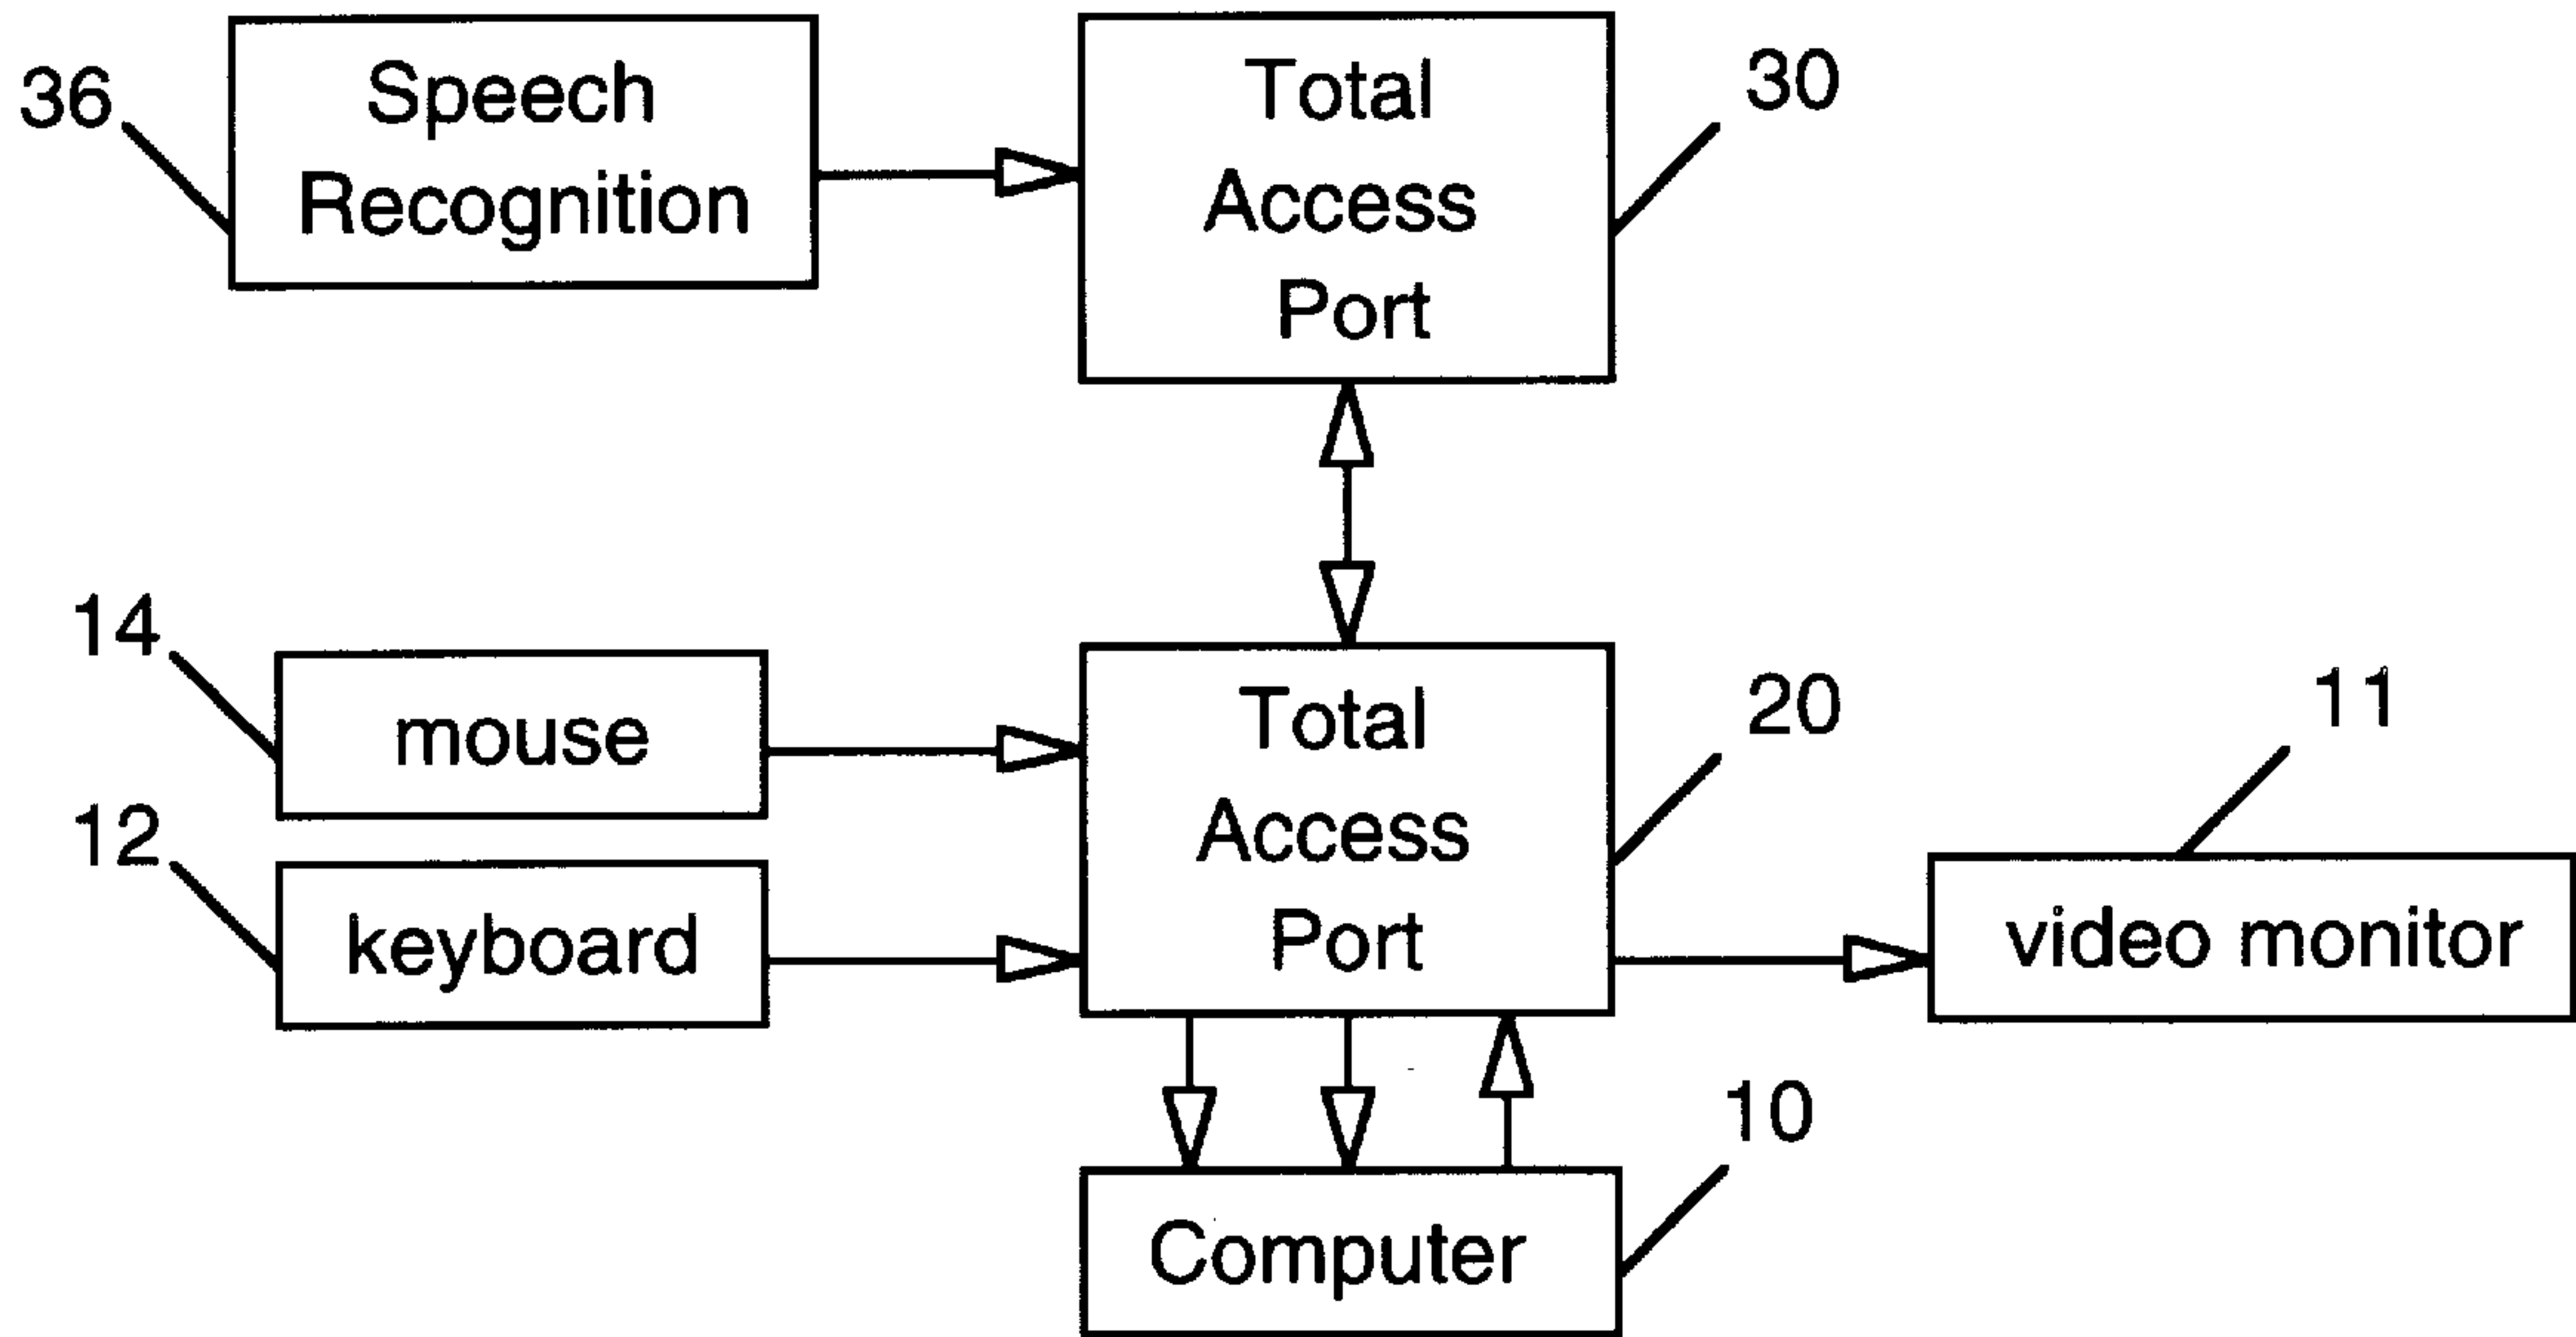 36
Speech
Recognition
Total
Access
Port
30
14
mouse
12
keyboard
Total
Access
Port
20
11
video monitor
10
Computer